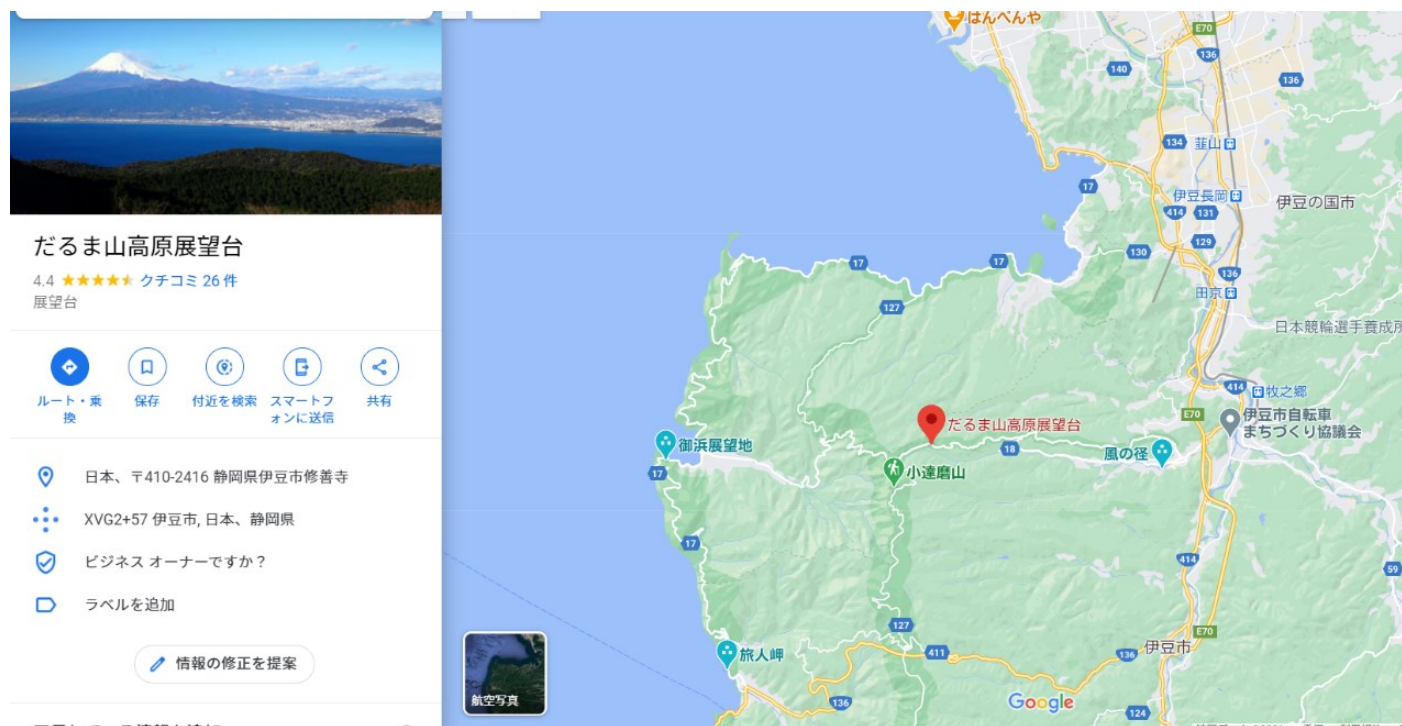 だるま山高原展望台
4.4
クチコミ 26 件
展望台
ルート・乗
換
保存
付近を検索
スマートフ
ォンに送信
共有
日本、〒410-2416 静岡県伊豆市修善寺
XVG2+57 伊豆市, 日本、静岡県
ビジネス オーナーですか？
ラベルを追加
情報の修正を提案
はんぺんや
E70
136
140
136
134
韮山
17
伊豆長岡
伊豆の国市
414
131
129
130
17
17
136
127
田京
日本競輪選手養成所
414
牧之郷
E70
伊豆市自転車
まちづくり協議会
だるま山高原展望台
御浜展望地
18
風の径
17
小達磨山
17
414
59
127
E70
旅人岬
411
136
伊豆市
航空写真
136
Google
124